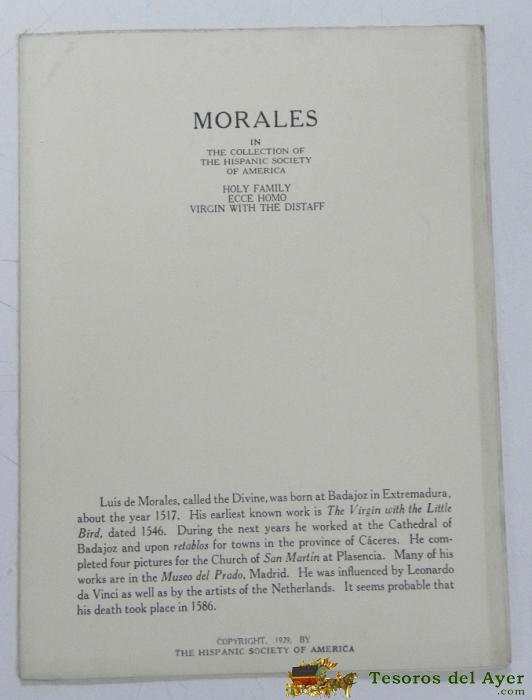 MORALES
IN
THE COLLECTION OF
THE HISPANIC SOCIETY
OF AMERICA
HOLY FAMILY
ECCE HOMO
VIRGIN WITH THE DISTAFF
Luis de Morales, called the Divine, was born at Badajoz in Extremadura,
about the year 1517. His earliest known work is The Virgin with the Little
Bird, dated 1546. During the next years he worked at the Cathedral of
Badajoz and upon retablos for towns in the province of Cáceres. He com-
pleted four pictures for the Church of San Martín at Plasencia. Many of his
works are in the Museo del Prado, Madrid. He was influenced by Leonardo
da Vinci as well as by the artists of the Netherlands. It seems probable that
his death took place in 1586.
COPYRIGHT, 1929, BY
THE HISPANIC SOCIETY OF AMERICA
Tesoros del Ayer
.com